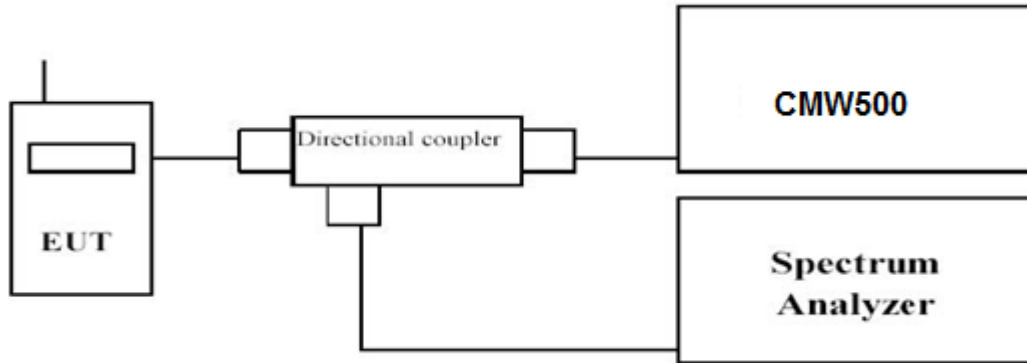 CMW500
Directional coupler
EUT
Spectrum
Analyzer